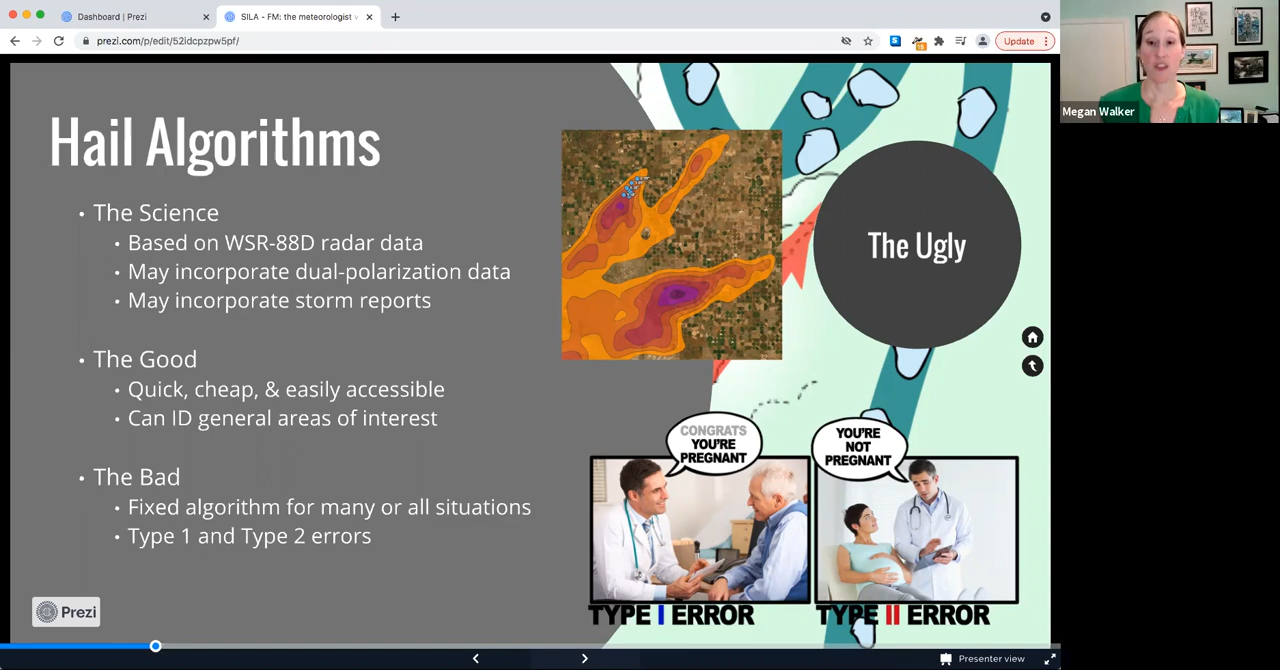 Dashboard | Prezi
SILA - FM: the meteorologist v
prezi.com/p/edit/52idcpzpw5pf/
S
15
Update
Megan Walker
Hail Algorithms
• The Science
• Based on WSR-88D radar data
• May incorporate dual-polarization data
• May incorporate storm reports
• The Good
• Quick, cheap, & easily accessible
• Can ID general areas of interest
• The Bad
• Fixed algorithm for many or all situations
• Type 1 and Type 2 errors
The Ugly
CONGRATS
YOU'RE
PREGNANT
YOU'RE
NOT
PREGNANT
TYPE I ERROR
TYPE II ERROR
Prezi
Presenter view